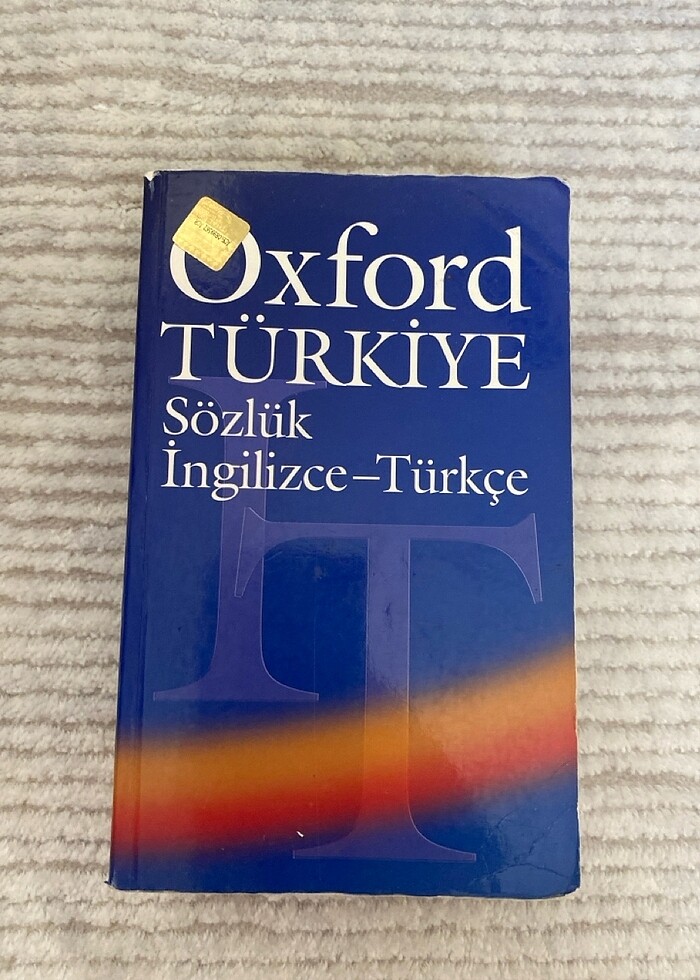 Oxford
TÜRKİYE
Sözlük
İngilizce–Türkçe
I
T